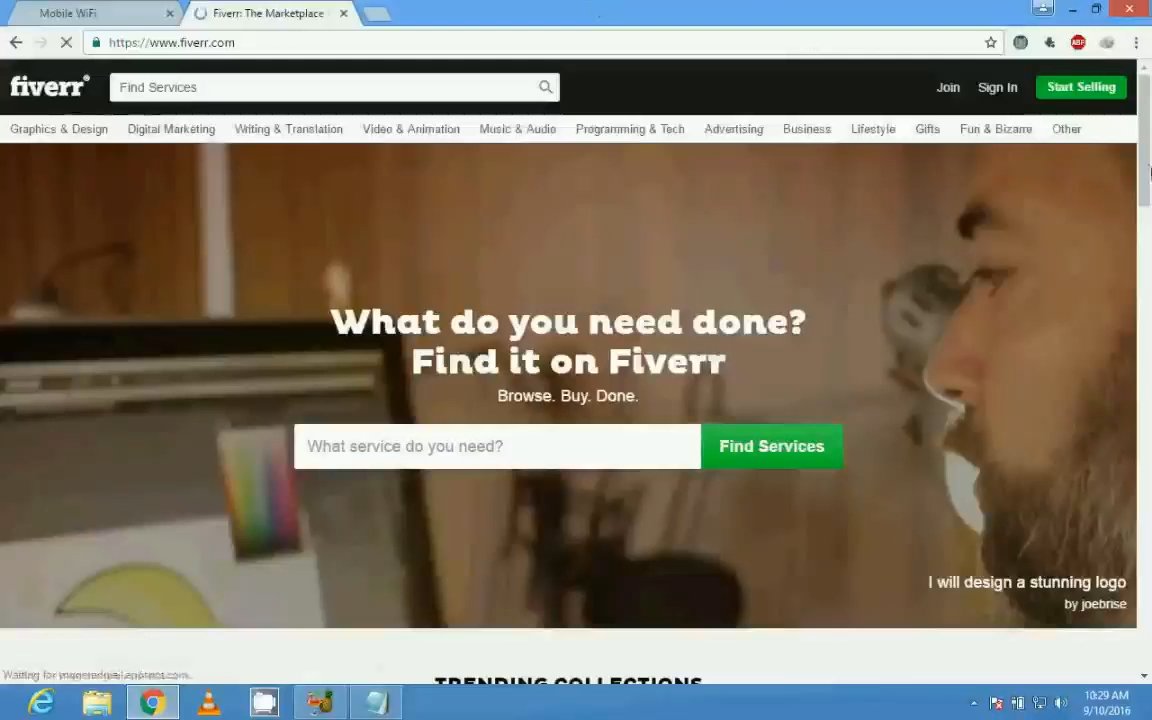 Mobile WiFi
Fiverr: The Marketplace
https://www.fiverr.com
ABP
fiverr®
Find Services
Join
Sign In
Start Selling
Graphics & Design
Digital Marketing
Writing & Translation
Video & Animation
Music & Audio
Programming & Tech
Advertising
Business
Lifestyle
Gifts
Fun & Bizarre
Other
What do you need done?
Find it on Fiverr
Browse. Buy. Done.
What service do you need?
Find Services
I will design a stunning logo
by joebrise
Waiting for
TRENDING COLLECTIONS
10:29 AM
9/10/2016